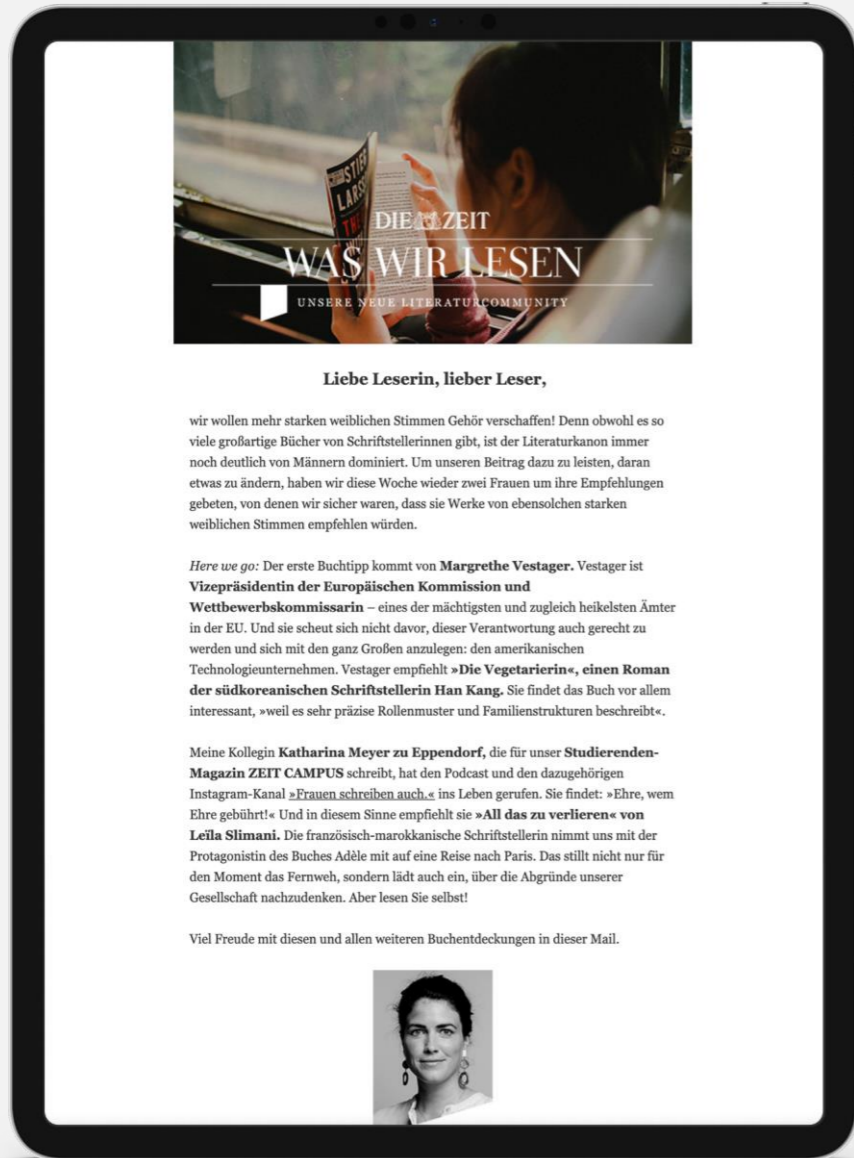 STIEG
LARSS
THE
DIE ZEIT
WAS WIR LESEN
UNSERE NEUE LITERATURCOMMUNITY
Liebe Leserin, lieber Leser,
wir wollen mehr starken weiblichen Stimmen Gehör verschaffen! Denn obwohl es so
viele großartige Bücher von Schriftstellerinnen gibt, ist der Literaturkanon immer
noch deutlich von Männern dominiert. Um unseren Beitrag dazu zu leisten, daran
etwas zu ändern, haben wir diese Woche wieder zwei Frauen um ihre Empfehlungen
gebeten, von denen wir sicher waren, dass sie Werke von ebensolchen starken
weiblichen Stimmen empfehlen würden.
Here we go: Der erste Buchtipp kommt von Margrethe Vestager. Vestager ist
Vizepräsidentin der Europäischen Kommission und
Wettbewerbskommissarin – eines der mächtigsten und zugleich heikelsten Ämter
in der EU. Und sie scheut sich nicht davor, dieser Verantwortung auch gerecht zu
werden und sich mit den ganz Großen anzulegen: den amerikanischen
Technologieunternehmen. Vestager empfiehlt »Die Vegetarierin«, einen Roman
der südkoreanischen Schriftstellerin Han Kang. Sie findet das Buch vor allem
interessant, »weil es sehr präzise Rollenmuster und Familienstrukturen beschreibt«.
Meine Kollegin Katharina Meyer zu Eppendorf, die für unser Studierenden-
Magazin ZEIT CAMPUS schreibt, hat den Podcast und den dazugehörigen
Instagram-Kanal »Frauen schreiben auch.« ins Leben gerufen. Sie findet: »Ehre, wem
Ehre gebührt!« Und in diesem Sinne empfiehlt sie »All das zu verlieren« von
Leïla Slimani. Die französisch-marokkanische Schriftstellerin nimmt uns mit der
Protagonistin des Buches Adèle mit auf eine Reise nach Paris. Das stillt nicht nur für
den Moment das Fernweh, sondern lädt auch ein, über die Abgründe unserer
Gesellschaft nachzudenken. Aber lesen Sie selbst!
Viel Freude mit diesen und allen weiteren Buchentdeckungen in dieser Mail.